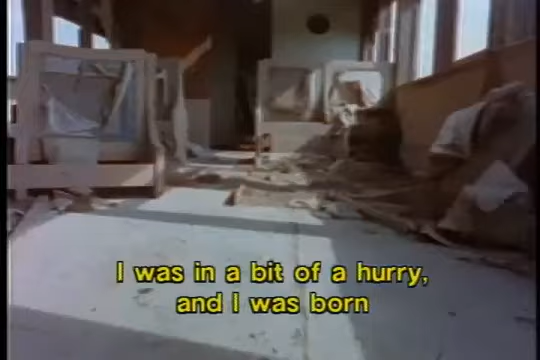 I was in a bit of a hurry,
and I was born